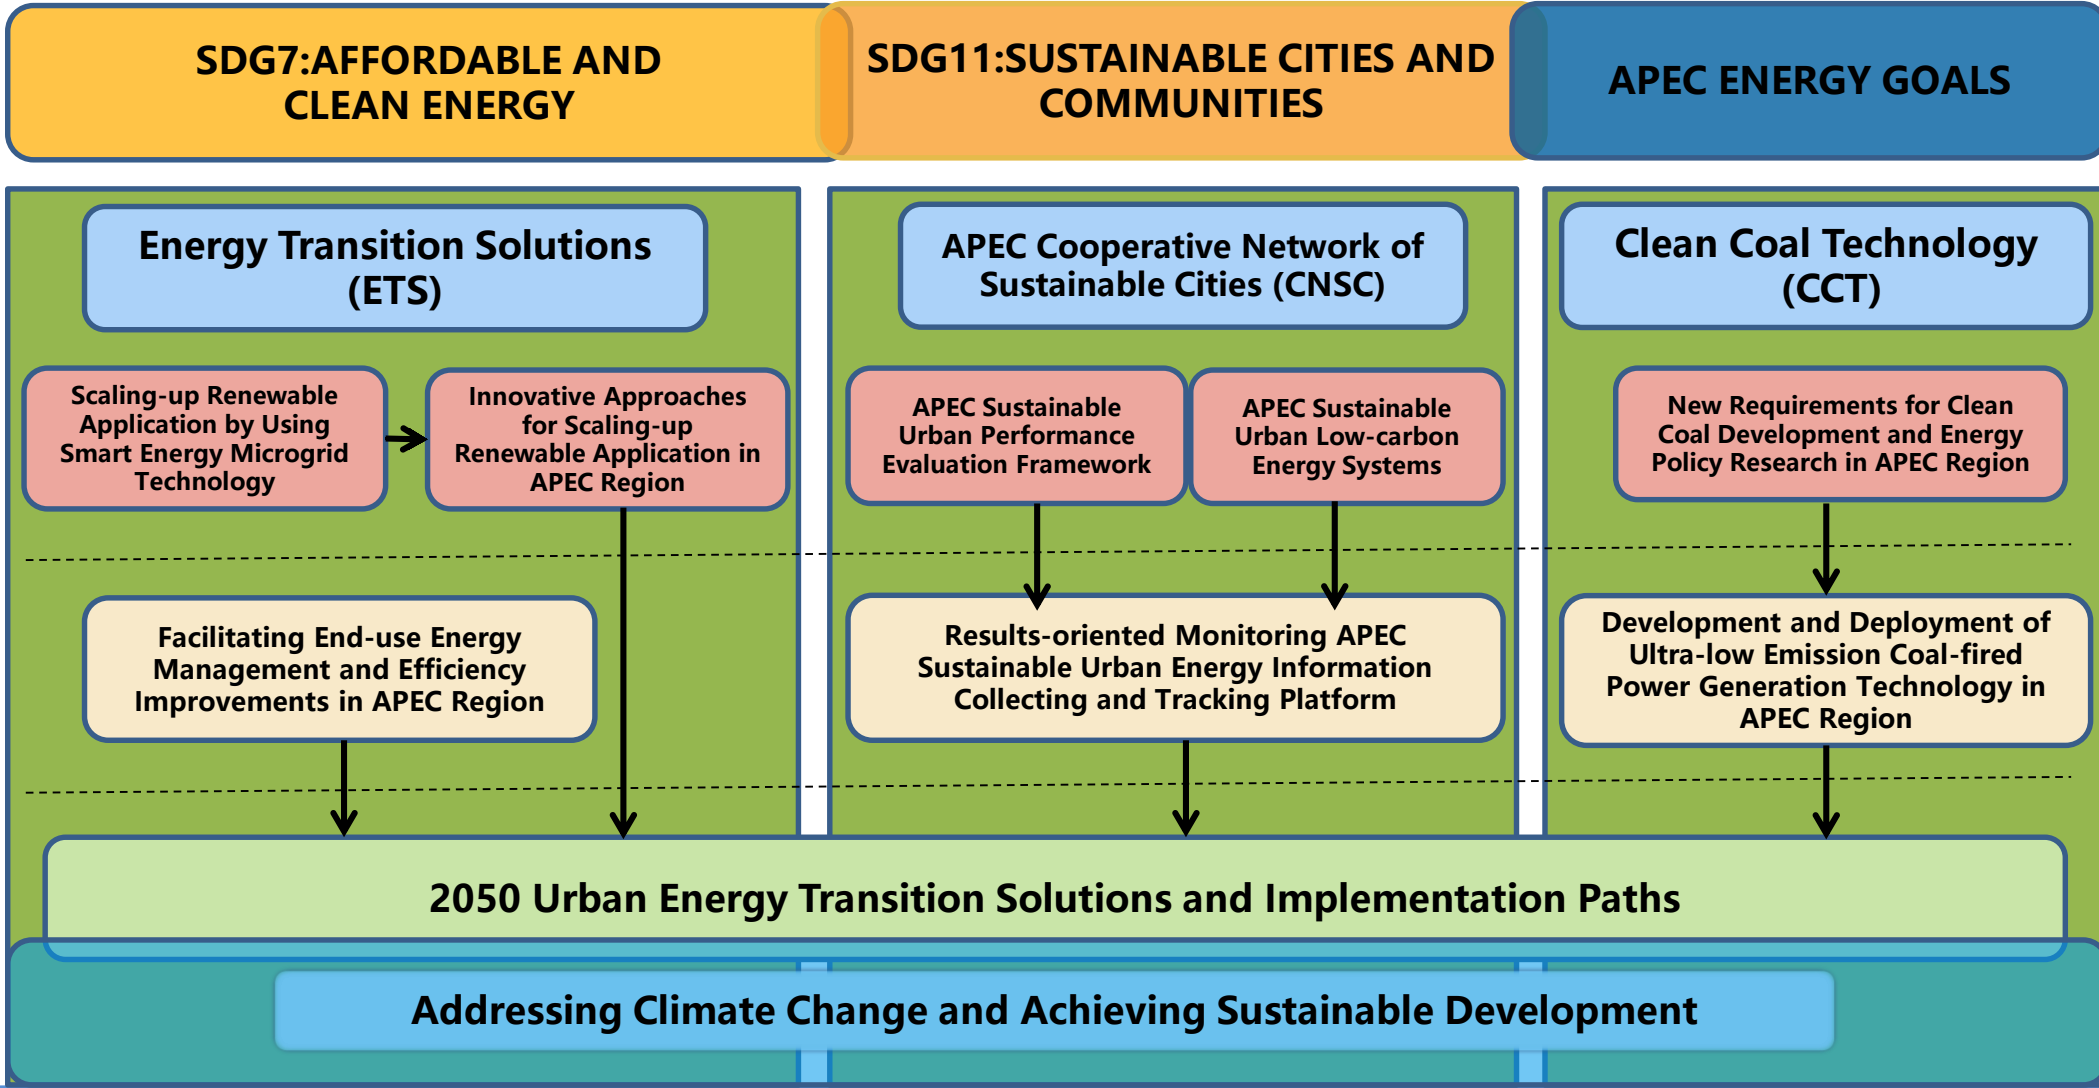 SDG7:AFFORDABLE AND
CLEAN ENERGY
SDG11:SUSTAINABLE CITIES AND
COMMUNITIES
APEC ENERGY GOALS
Energy Transition Solutions
(ETS)
APEC Cooperative Network of
Sustainable Cities (CNSC)
Clean Coal Technology
(CCT)
Scaling-up Renewable
Application by Using
Smart Energy Microgrid
Technology
Innovative Approaches
for Scaling-up
Renewable Application in
APEC Region
APEC Sustainable
Urban Performance
Evaluation Framework
APEC Sustainable
Urban Low-carbon
Energy Systems
New Requirements for Clean
Coal Development and Energy
Policy Research in APEC Region
Facilitating End-use Energy
Management and Efficiency
Improvements in APEC Region
Results-oriented Monitoring APEC
Sustainable Urban Energy Information
Collecting and Tracking Platform
Development and Deployment of
Ultra-low Emission Coal-fired
Power Generation Technology in
APEC Region
2050 Urban Energy Transition Solutions and Implementation Paths
Addressing Climate Change and Achieving Sustainable Development